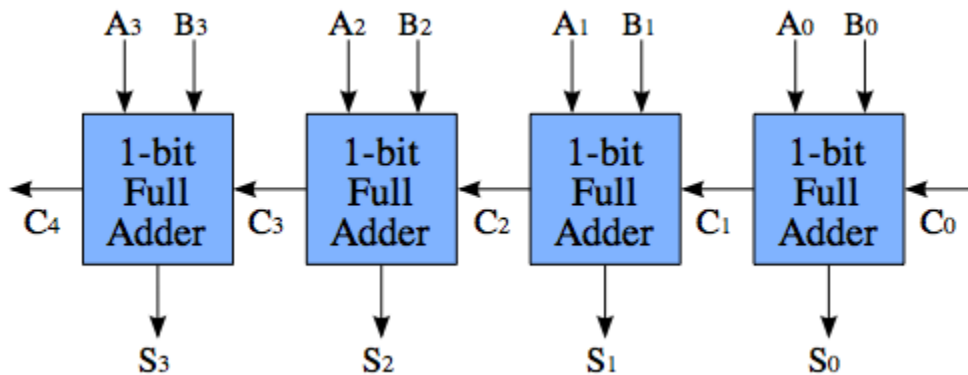 A3 B3 A2 B2 A1 B1 A0 B0
1-bit Full Adder
1-bit Full Adder
1-bit Full Adder
1-bit Full Adder
C4 C3 C2 C1 C0
S3 S2 S1 S0